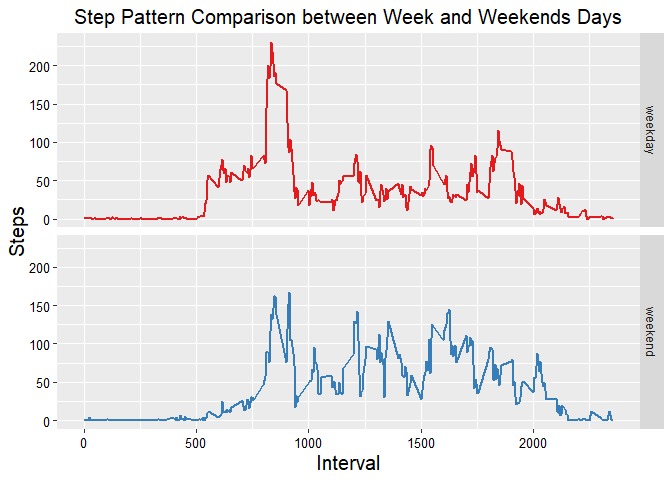 Step Pattern Comparison between Week and Weekends Days
Steps
200
150
100
50
0
weekday
200
150
100
50
0
weekend
0 500 1000 1500 2000
Interval